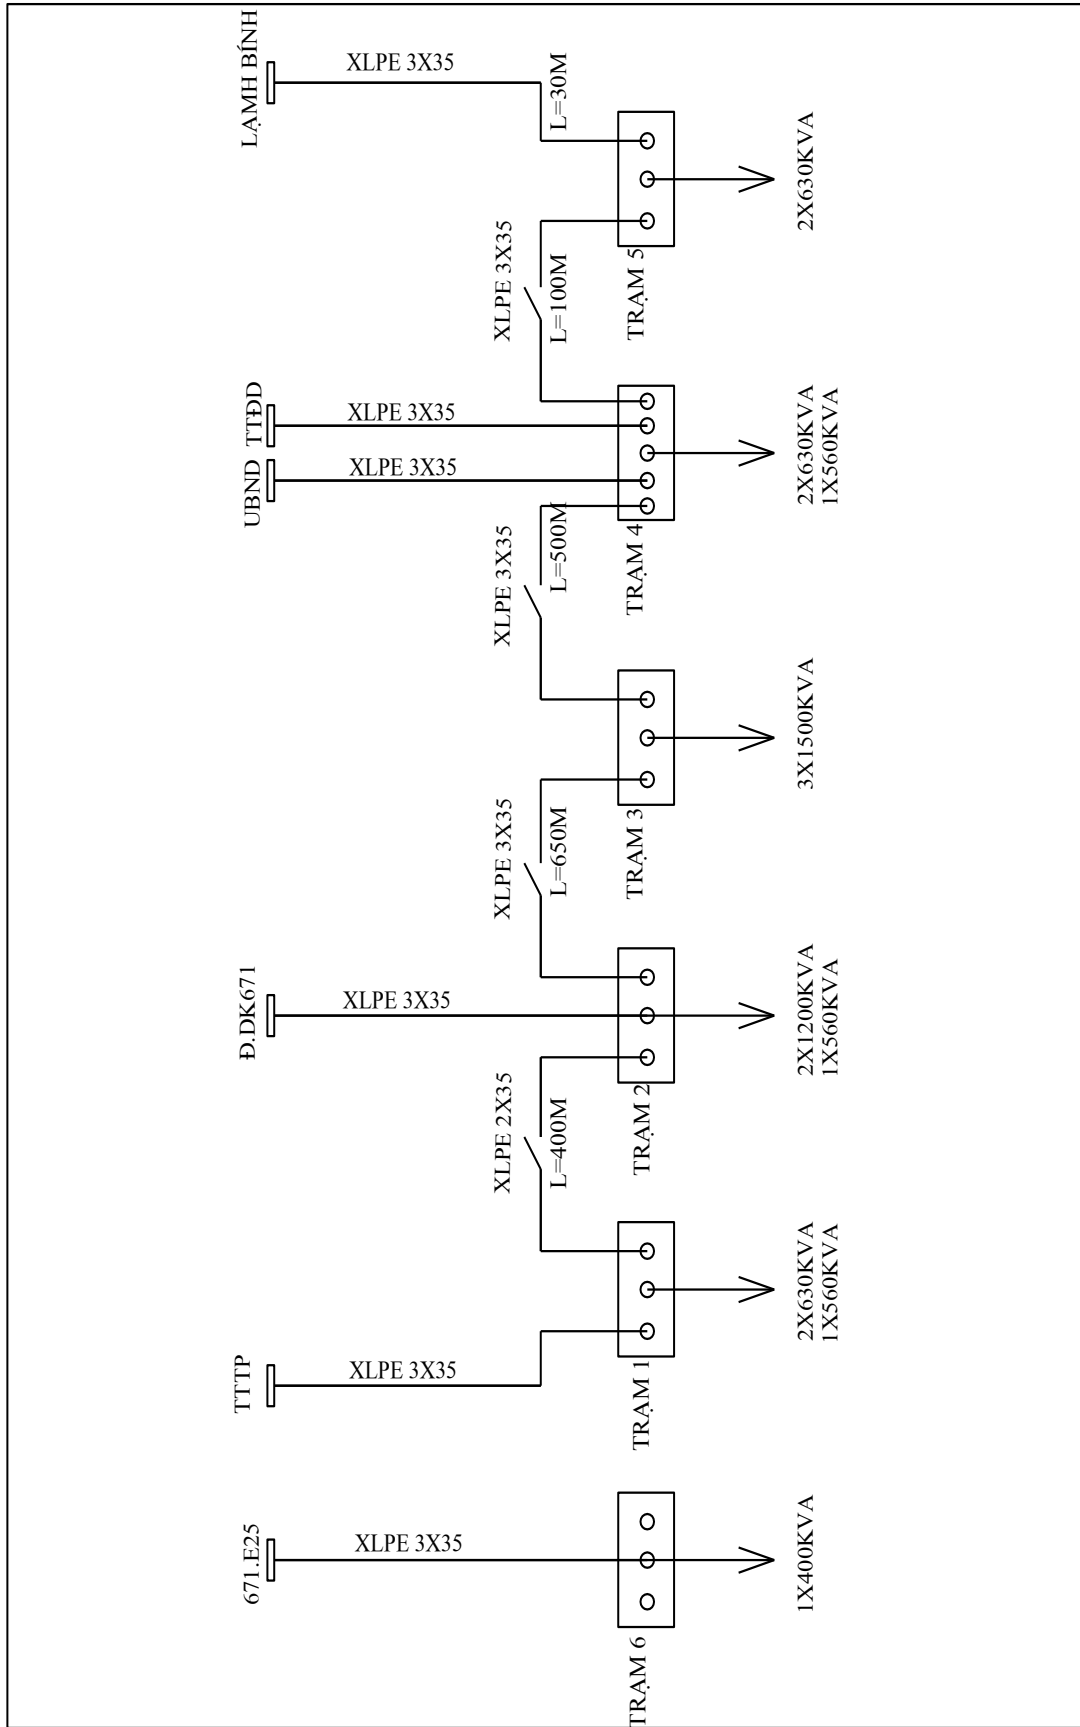 LẠMH BÍNH
XLPE 3X35
L=30M
TRẠM 5
2X630KVA
XLPE 3X35
L=100M
TTĐD
XLPE 3X35
UBND
XLPE 3X35
TRẠM 4
2X630KVA
1X560KVA
XLPE 3X35
L=500M
TRẠM 3
3X1500KVA
XLPE 3X35
L=650M
Đ.DK671
XLPE 3X35
TRẠM 2
2X1200KVA
1X560KVA
XLPE 2X35
L=400M
TTTP
XLPE 3X35
TRẠM 1
2X630KVA
1X560KVA
671.E25
XLPE 3X35
TRẠM 6
1X400KVA